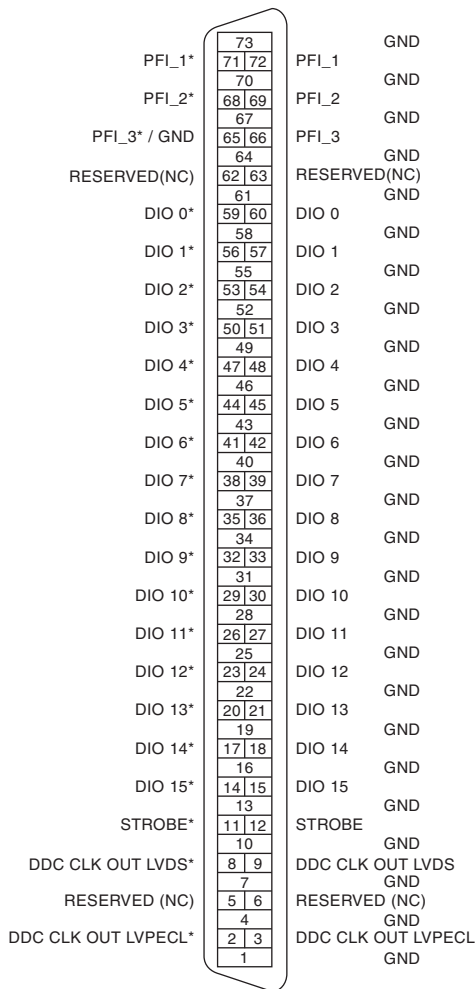 73 GND
PFI_1* 71 72 PFI_1
70 GND
PFI_2* 68 69 PFI_2
67 GND
PFI_3* / GND 65 66 PFI_3
64 GND
RESERVED(NC) 62 63 RESERVED(NC)
61 GND
DIO 0* 59 60 DIO 0
58 GND
DIO 1* 56 57 DIO 1
55 GND
DIO 2* 53 54 DIO 2
52 GND
DIO 3* 50 51 DIO 3
49 GND
DIO 4* 47 48 DIO 4
46 GND
DIO 5* 44 45 DIO 5
43 GND
DIO 6* 41 42 DIO 6
40 GND
DIO 7* 38 39 DIO 7
37 GND
DIO 8* 35 36 DIO 8
34 GND
DIO 9* 32 33 DIO 9
31 GND
DIO 10* 29 30 DIO 10
28 GND
DIO 11* 26 27 DIO 11
25 GND
DIO 12* 23 24 DIO 12
22 GND
DIO 13* 20 21 DIO 13
19 GND
DIO 14* 17 18 DIO 14
16 GND
DIO 15* 14 15 DIO 15
13 GND
STROBE* 11 12 STROBE
10 GND
DDC CLK OUT LVDS* 8 9 DDC CLK OUT LVDS
7 GND
RESERVED (NC) 5 6 RESERVED (NC)
4 GND
DDC CLK OUT LVPECL* 2 3 DDC CLK OUT LVPECL
1 GND